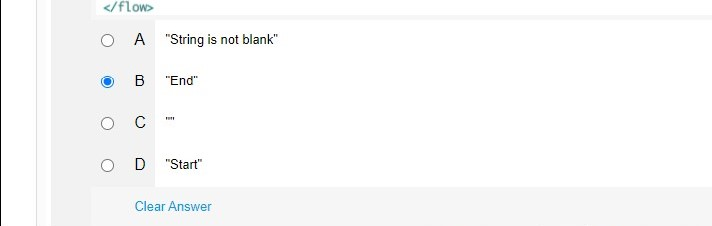 </flow>
A "String is not blank"
B "End"
C ""
D "Start"
Clear Answer